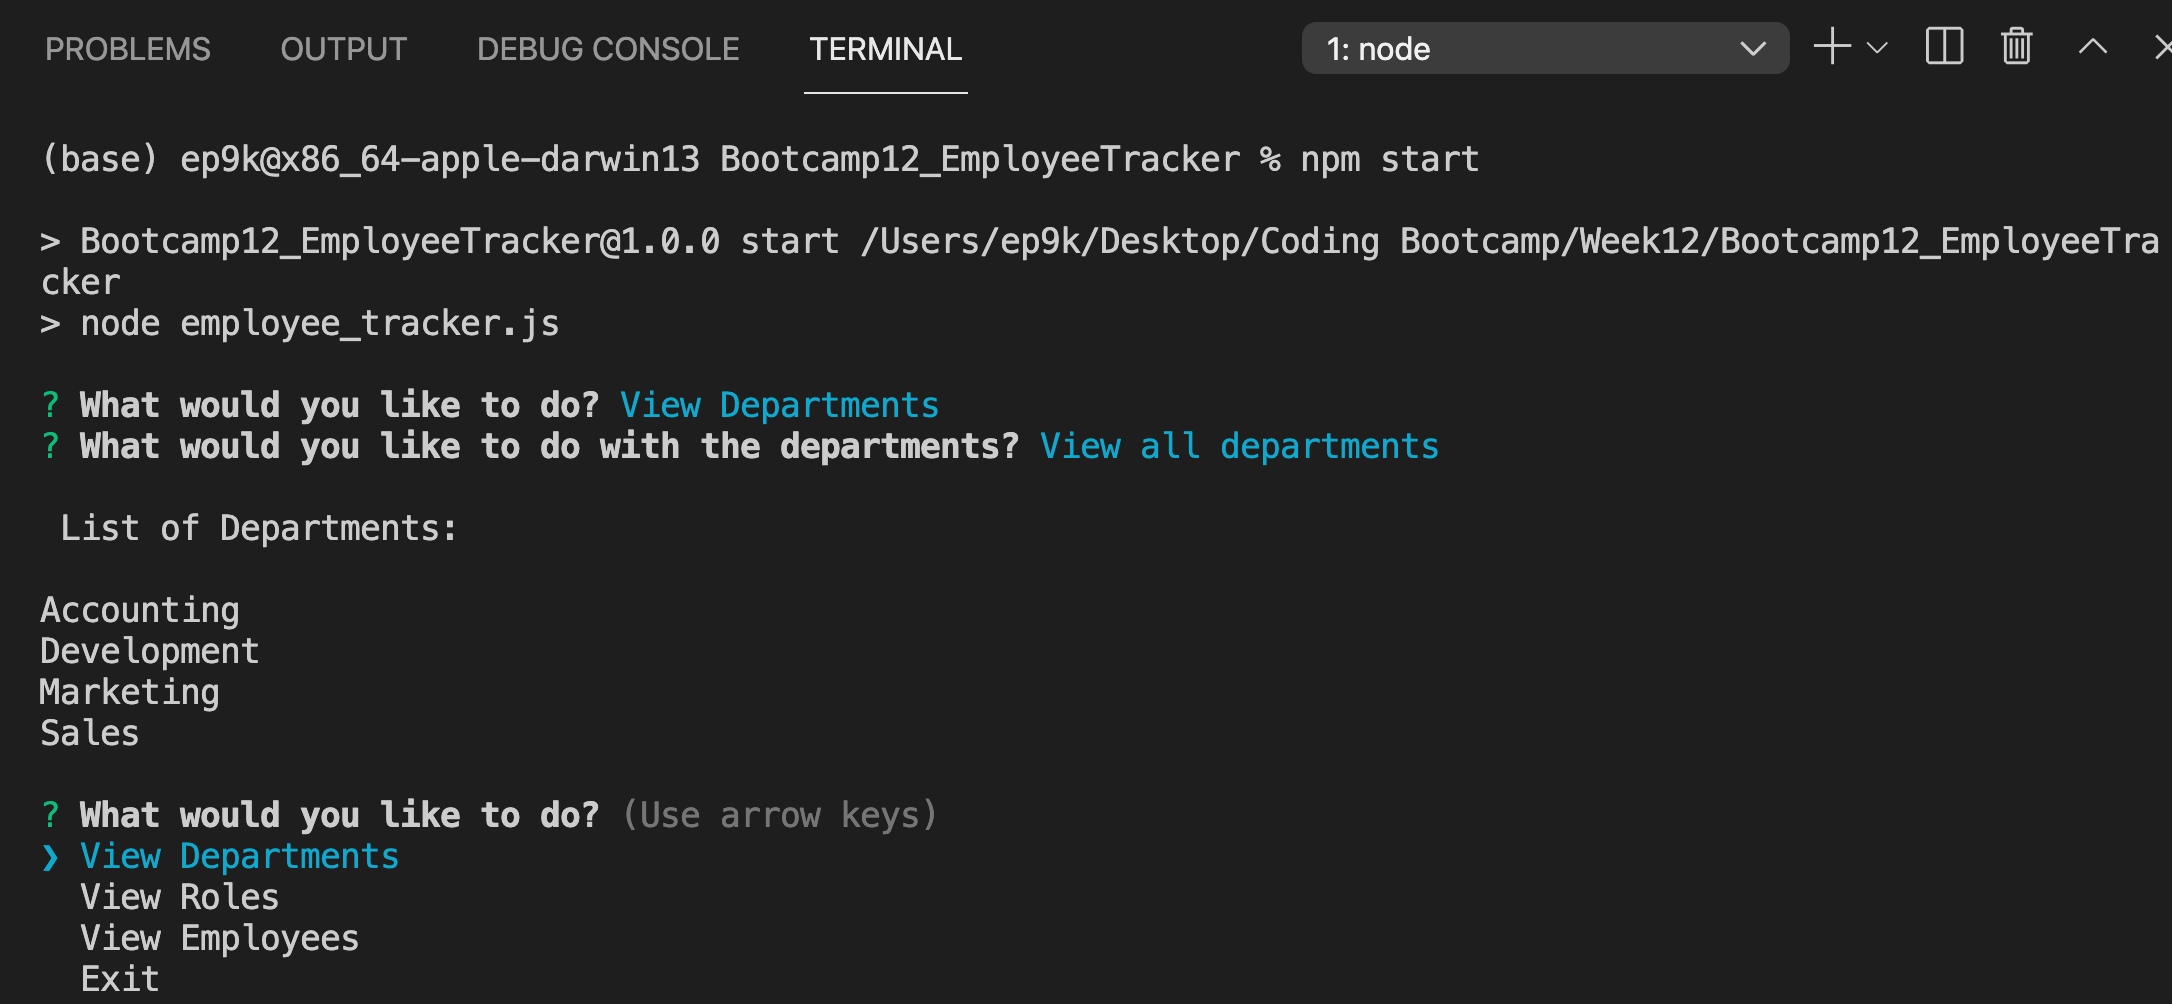 PROBLEMS OUTPUT DEBUG CONSOLE TERMINAL 1: node
(base) ep9k@x86_64-apple-darwin13 Bootcamp12_EmployeeTracker % npm start
> Bootcamp12_EmployeeTracker@1.0.0 start /Users/ep9k/Desktop/Coding Bootcamp/Week12/Bootcamp12_EmployeeTra
cker
> node employee_tracker.js
? What would you like to do? View Departments
? What would you like to do with the departments? View all departments
List of Departments:
Accounting
Development
Marketing
Sales
? What would you like to do? (Use arrow keys)
❯ View Departments
View Roles
View Employees
Exit